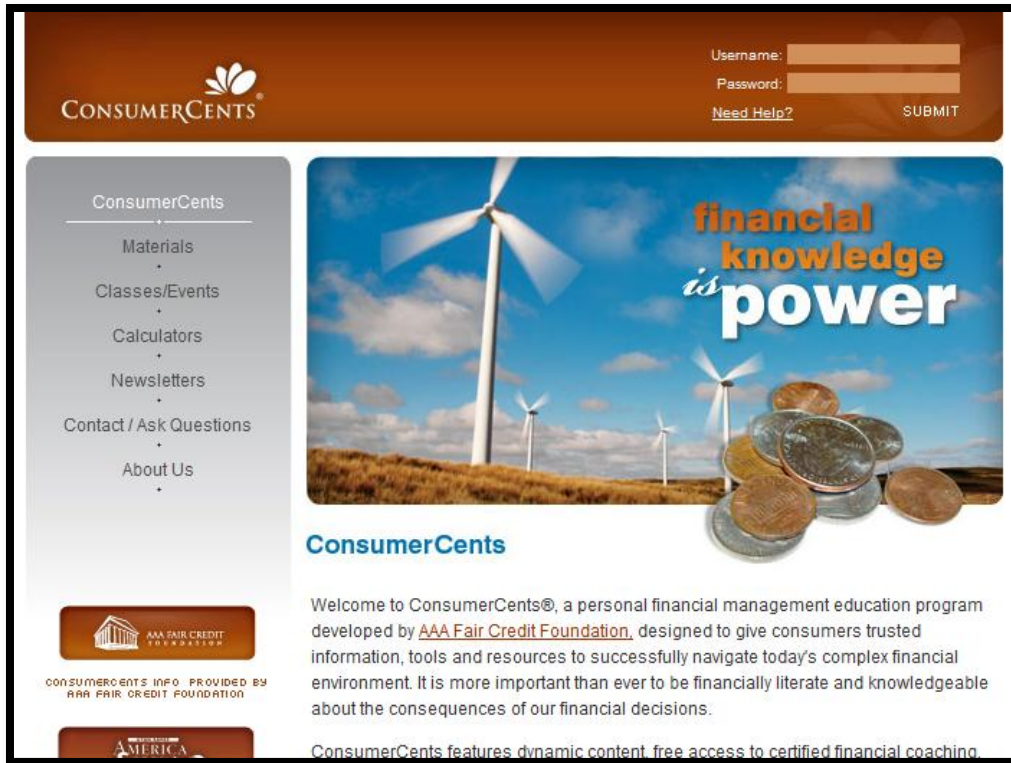 Username:
Password:
Need Help?
SUBMIT
CONSUMERCENTS®
ConsumerCents
Materials
Classes/Events
Calculators
Newsletters
Contact / Ask Questions
About Us
AAA FAIR CREDIT
FOUNDATION
CONSUMERCENTS INFO PROVIDED BY
AAA FAIR CREDIT FOUNDATION
AMERICA
financial
knowledge
is power
ConsumerCents
Welcome to ConsumerCents®, a personal financial management education program
developed by AAA Fair Credit Foundation, designed to give consumers trusted
information, tools and resources to successfully navigate today's complex financial
environment. It is more important than ever to be financially literate and knowledgeable
about the consequences of our financial decisions.
ConsumerCents features dynamic content, free access to certified financial coaching,